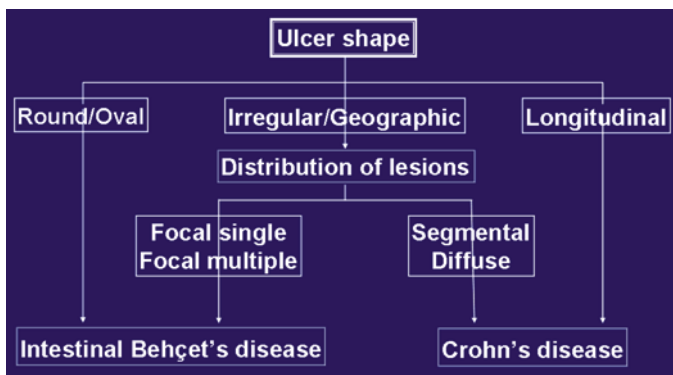 Ulcer shape
Round/Oval
Irregular/Geographic
Longitudinal
Distribution of lesions
Focal single
Focal multiple
Segmental
Diffuse
Intestinal Behçet's disease
Crohn's disease